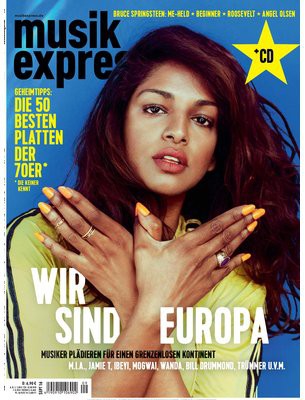 BRUCE SPRINGSTEEN: ME-HELD + BEGINNER + ROOSEVELT + ANGEL OLSEN
musik
expres
+CD
GEHEIMTIPPS:
DIE 50
BESTEN
PLATTEN
DER
70ER*
* DIE KEINER
KENNT
WIR
SIND EUROPA
MUSIKER PLÄDIEREN FÜR EINEN GRENZENLOSEN KONTINENT
M.I.A., JAMIE T, IBEYI, MOGWAI, WANDA, BILL DRUMMOND, TRÜMMER U.V.M.